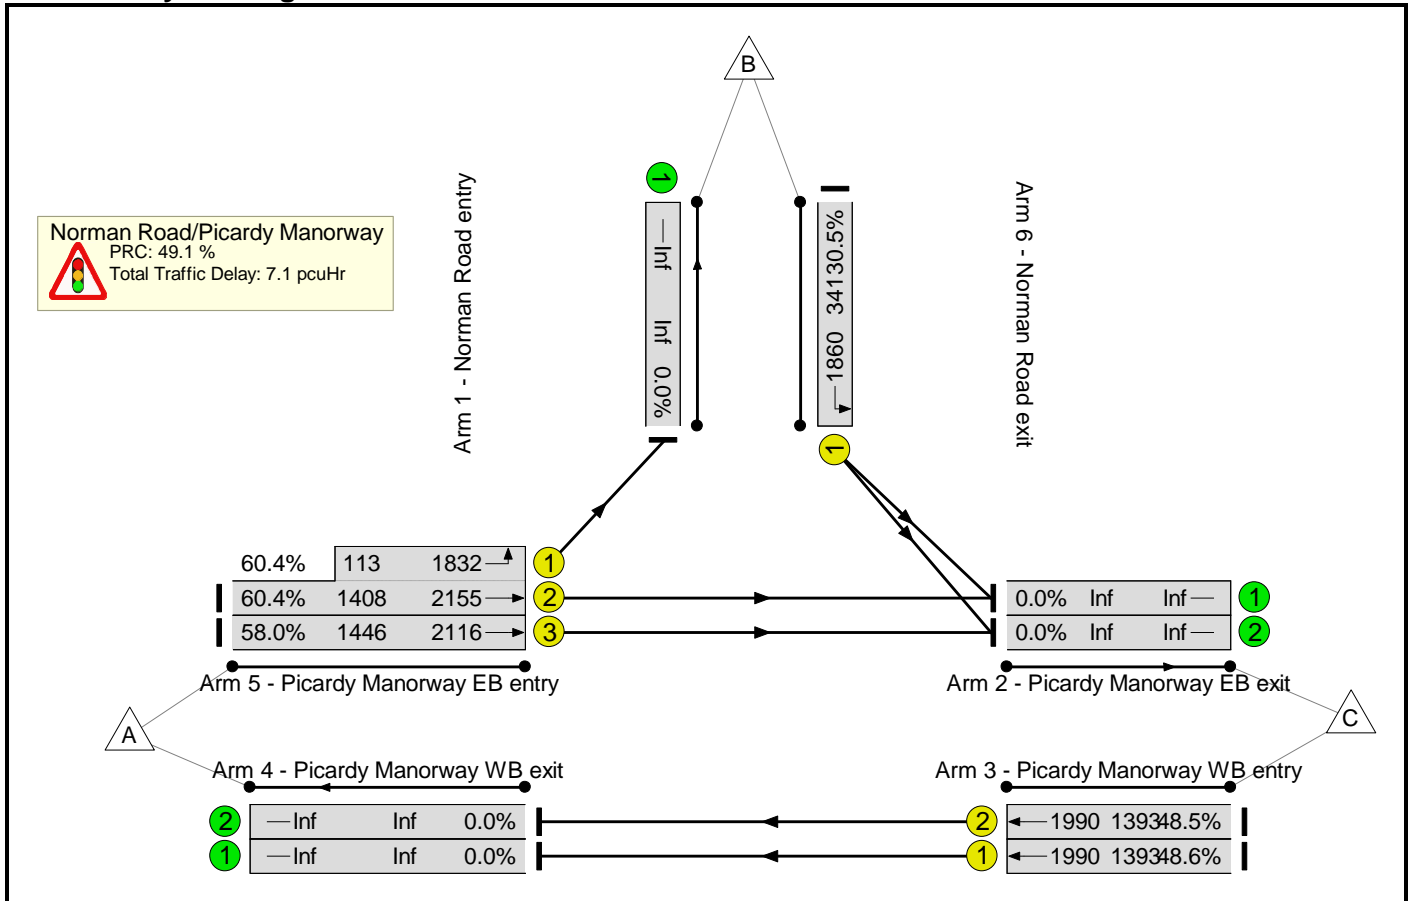 B
Norman Road/Picardy Manorway
PRC: 49.1 %
Total Traffic Delay: 7.1 pcuHr
Arm 1 - Norman Road entry
1
Inf Inf 0.0%
1860 341 30.5%
1
Arm 6 - Norman Road exit
60.4% 113 1832 1
60.4% 1408 2155 2
58.0% 1446 2116 3
0.0% Inf Inf 1
0.0% Inf Inf 2
Arm 5 - Picardy Manorway EB entry
Arm 2 - Picardy Manorway EB exit
A
C
Arm 4 - Picardy Manorway WB exit
Arm 3 - Picardy Manorway WB entry
2 Inf Inf 0.0%
1 Inf Inf 0.0%
2 1990 1393 48.5%
1 1990 1393 48.6%